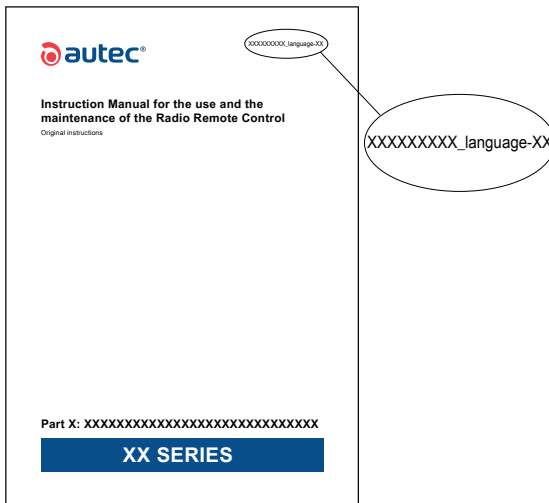 autec®
XXXXXXXXX_language-XX
Instruction Manual for the use and the
maintenance of the Radio Remote Control
Original instructions
XXXXXXXXX_language-XX
Part X: XXXXXXXXXXXXXXXXXXXXXXXXXXXXX
XX SERIES